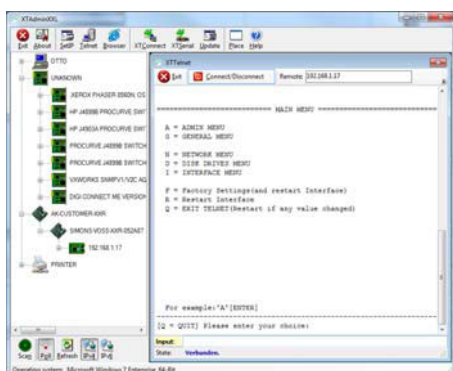 XTAdminXXL
Exit About SetIP Telnet Browser XTConnect XTSerial Update Place Help
OTTO
UNKNOWN
XEROX PHASER 8560N; OS
HP J4899B PROCURVE SWIT
HP J4903A PROCURVE SWIT
PROCURVE J4899B SWITCH
PROCURVE J4899B SWITCH
VXWORKS SNMPV1/V2C AG
DIGI CONNECT ME VERSION
AK-CUSTOMER-AXR
SIMONS-VOSS-AXR-052A87
192.168.1.17
PRINTER
Scan Poll Refresh IPv4 IPv6
Operating system: Microsoft Windows 7 Enterprise 64-Bit
XTTelnet
Exit Connect/Disconnect Remote: 192.168.1.17
MAIN MENU
A = ADMIN MENU
G = GENERAL MENU
N = NETWORK MENU
D = DISK DRIVES MENU
I = INTERFACE MENU
F = Factory Settings(and restart Interface)
R = Restart Interface
Q = EXIT TELNET(Restart if any value changed)
For example:'A'[ENTER]
[Q = QUIT] Please enter your choice:
Input:
State: Verbunden.